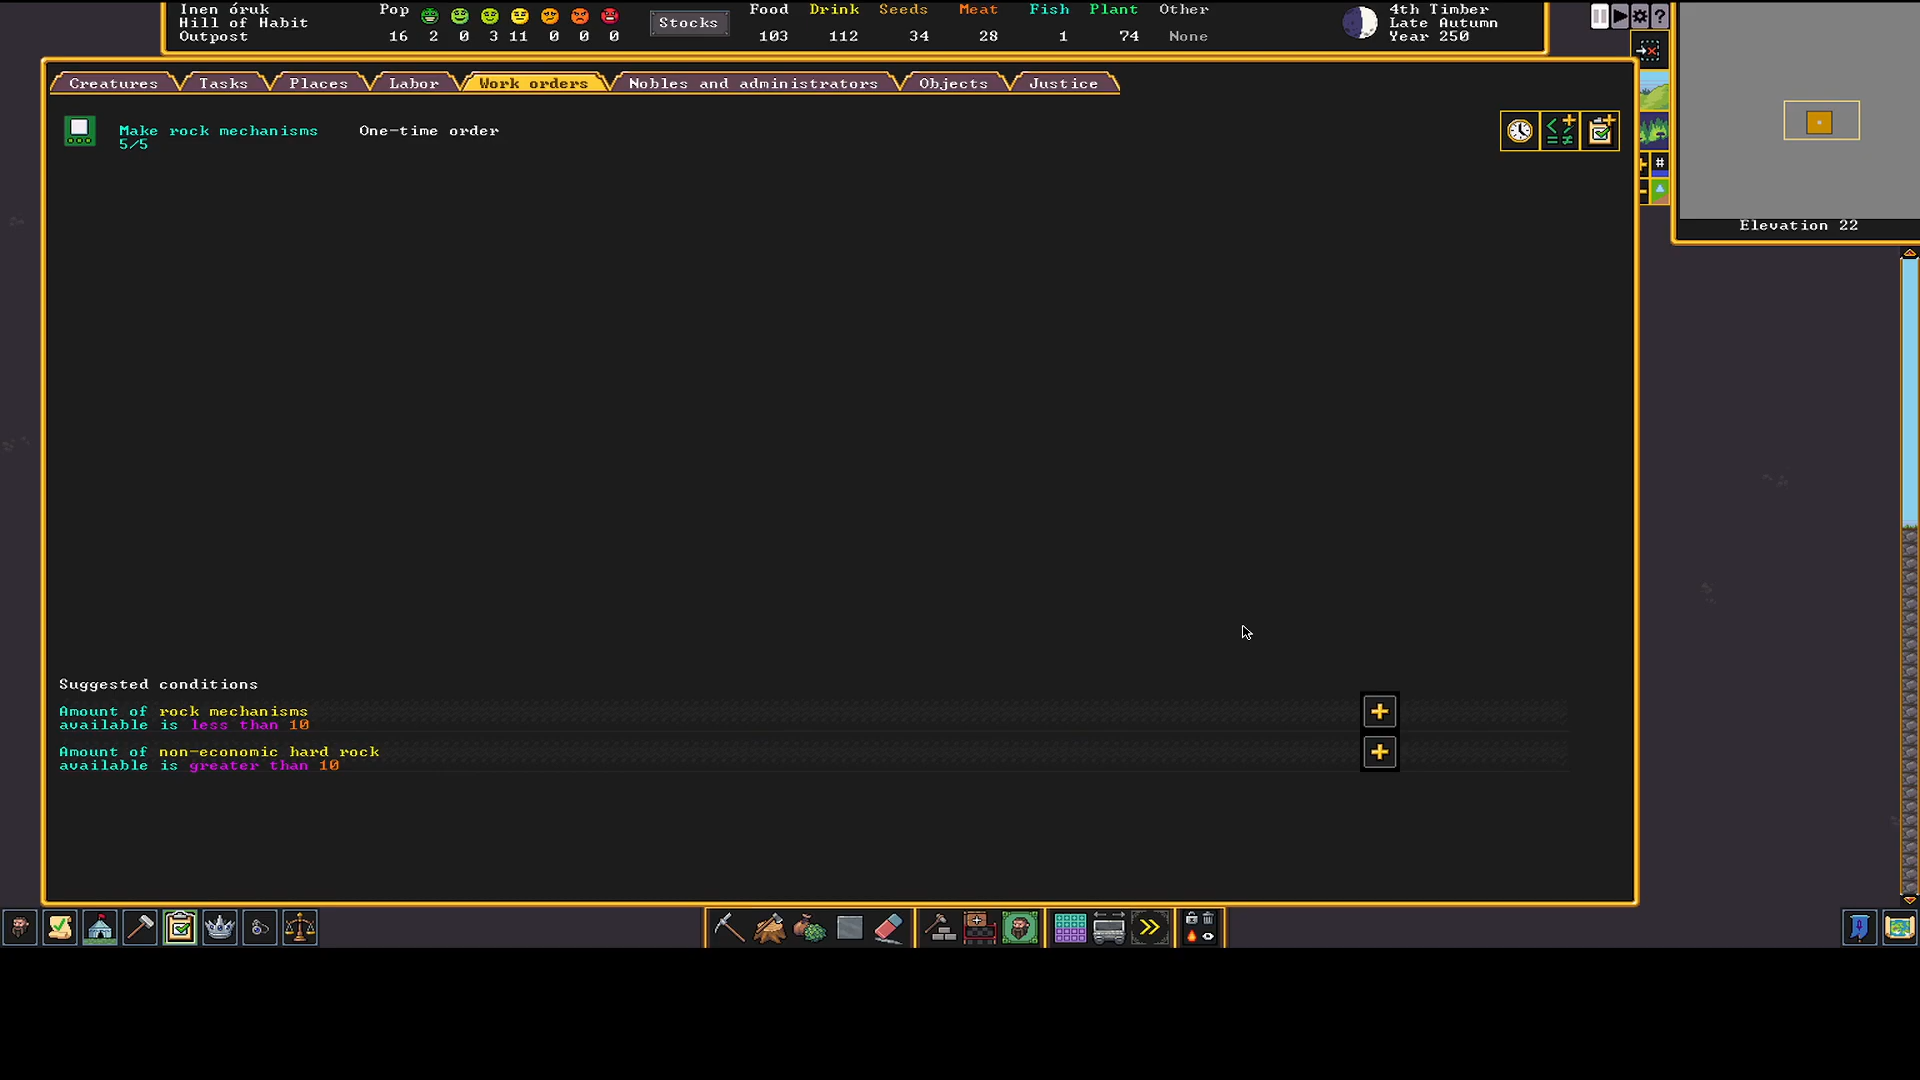 Inen óruk
Hill of Habit
Outpost
Pop
16 2 0 3 11 0 0 0
Stocks
Food Drink Seeds Meat Fish Plant Other
103 112 34 28 1 74 None
4th Timber
Late Autumn
Year 250
?
Creatures Tasks Places Labor Work orders Nobles and administrators Objects Justice
Make rock mechanisms One-time order
5/5
#
Elevation 22
Suggested conditions
Amount of rock mechanisms
available is less than 10
Amount of non-economic hard rock
available is greater than 10